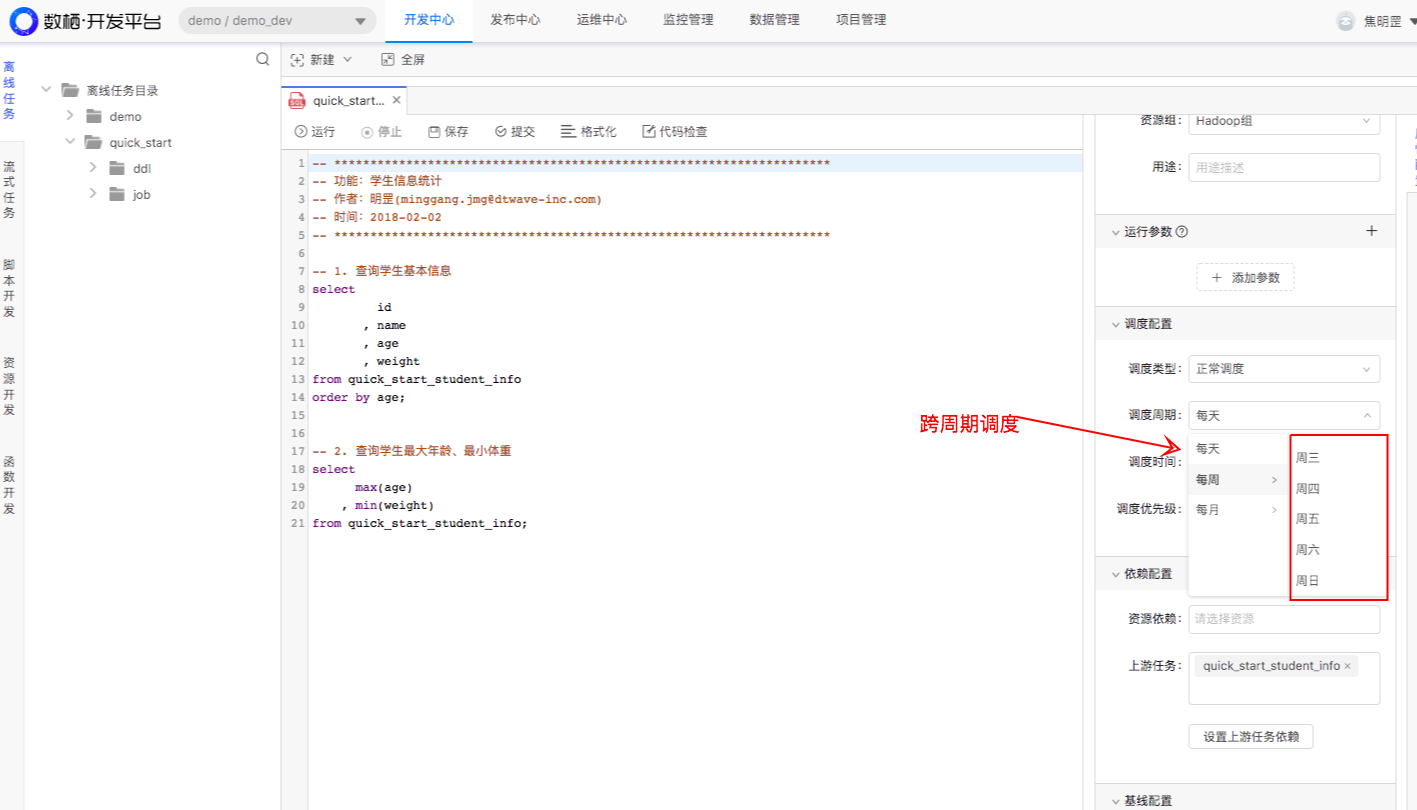 数栖·开发平台
demo / demo_dev
开发中心
发布中心
运维中心
监控管理
数据管理
项目管理
焦明罡
离线任务
流式任务
脚本开发
资源开发
函数开发
离线任务目录
demo
quick_start
ddl
job
新建
全屏
quick_start...
运行
停止
保存
提交
格式化
代码检查
1 -- *********************************************************************
2 -- 功能：学生信息统计
3 -- 作者：明罡(minggang.jmg@dtwave-inc.com)
4 -- 时间：2018-02-02
5 -- *********************************************************************
6
7 -- 1. 查询学生基本信息
8 select
9 id
10 , name
11 , age
12 , weight
13 from quick_start_student_info
14 order by age;
15
16
17 -- 2. 查询学生最大年龄、最小体重
18 select
19 max(age)
20 , min(weight)
21 from quick_start_student_info;
跨周期调度
资源组： Hadoop组
用途： 用途描述
运行参数
添加参数
调度配置
调度类型： 正常调度
调度周期： 每天
调度时间：
调度优先级：
每天
每周
每月
周三
周四
周五
周六
周日
依赖配置
资源依赖： 请选择资源
上游任务： quick_start_student_info ×
设置上游任务依赖
基线配置